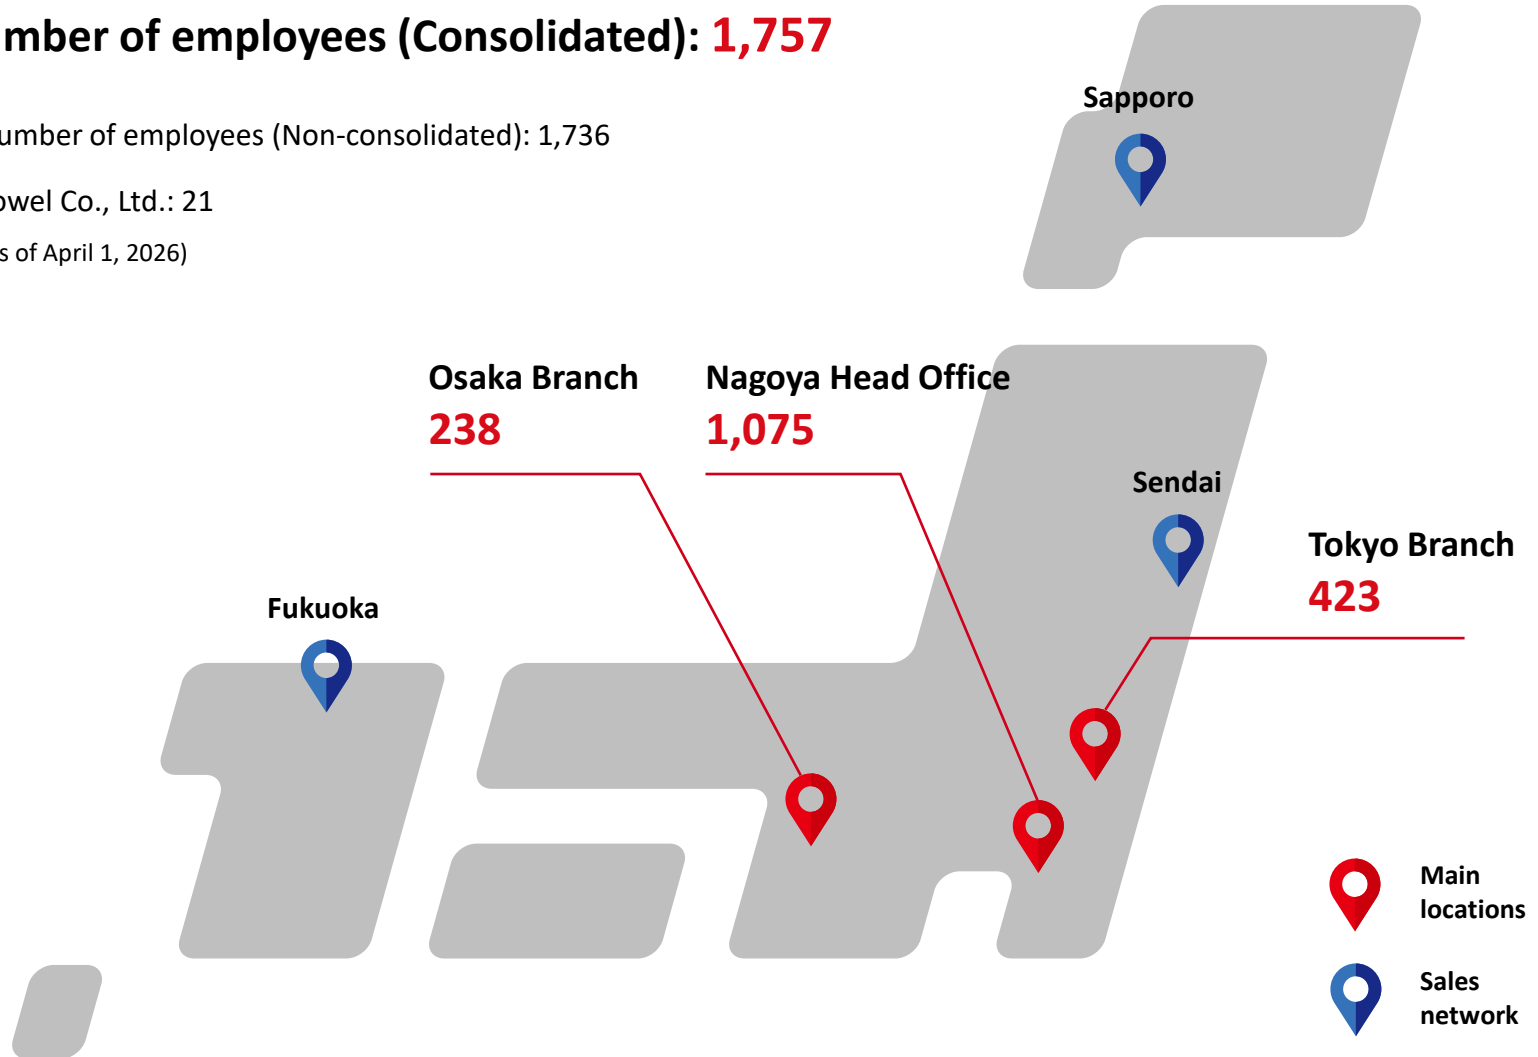 mber of employees (Consolidated): 1,757
umber of employees (Non-consolidated): 1,736
owel Co., Ltd.: 21
s of April 1, 2026)
Sapporo
Osaka Branch
238
Nagoya Head Office
1,075
Sendai
Tokyo Branch
423
Fukuoka
Main
locations
Sales
network